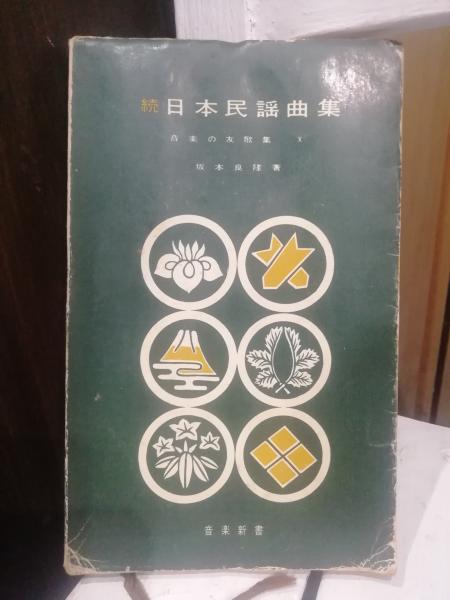 続日本民謡曲集
音楽の友歌集 X
坂本良隆著
音楽新書